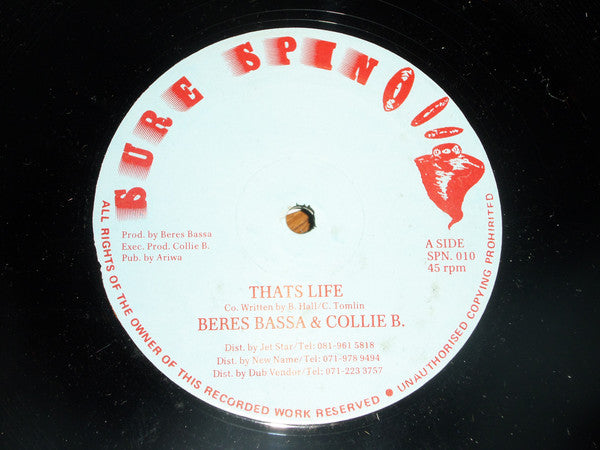 SURE SPIN
Prod. by Beres Bassa
Exec. Prod. Collie B.
Pub. by Ariwa
A SIDE
SPN. 010
45 rpm
THATS LIFE
Co. Written by B. Hall/C. Tomlin
BERES BASSA & COLLIE B.
Dist. by Jet Star/Tel: 081-961 5818
Dist. by New Name/Tel: 071-978 9494
Dist. by Dub Vendor/Tel: 071-223 3757
ALL RIGHTS OF THE OWNER OF THIS RECORDED WORK RESERVED • UNAUTHORISED COPYING PROHIBITED